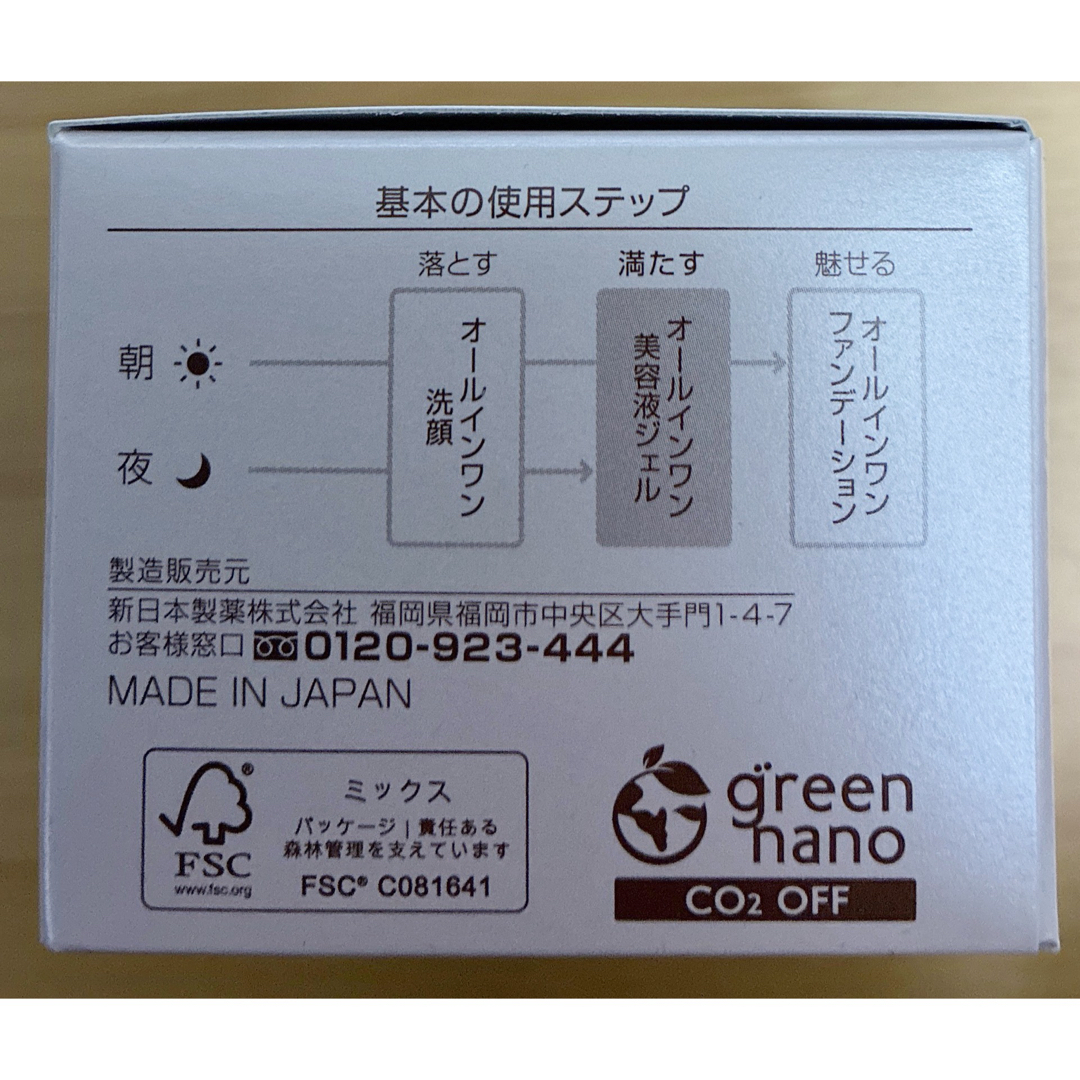 基本の使用ステップ
落とす 満たす 魅せる
朝
夜
オールインワン
洗顔
オールインワン
美容液ジェル
オールインワン
ファンデーション
製造販売元
新日本製薬株式会社 福岡県福岡市中央区大手門1-4-7
お客様窓口 0120-923-444
MADE IN JAPAN
FSC®
www.fsc.org
ミックス
パッケージ | 責任ある
森林管理を支えています
FSC® C081641
green
nano
CO2 OFF